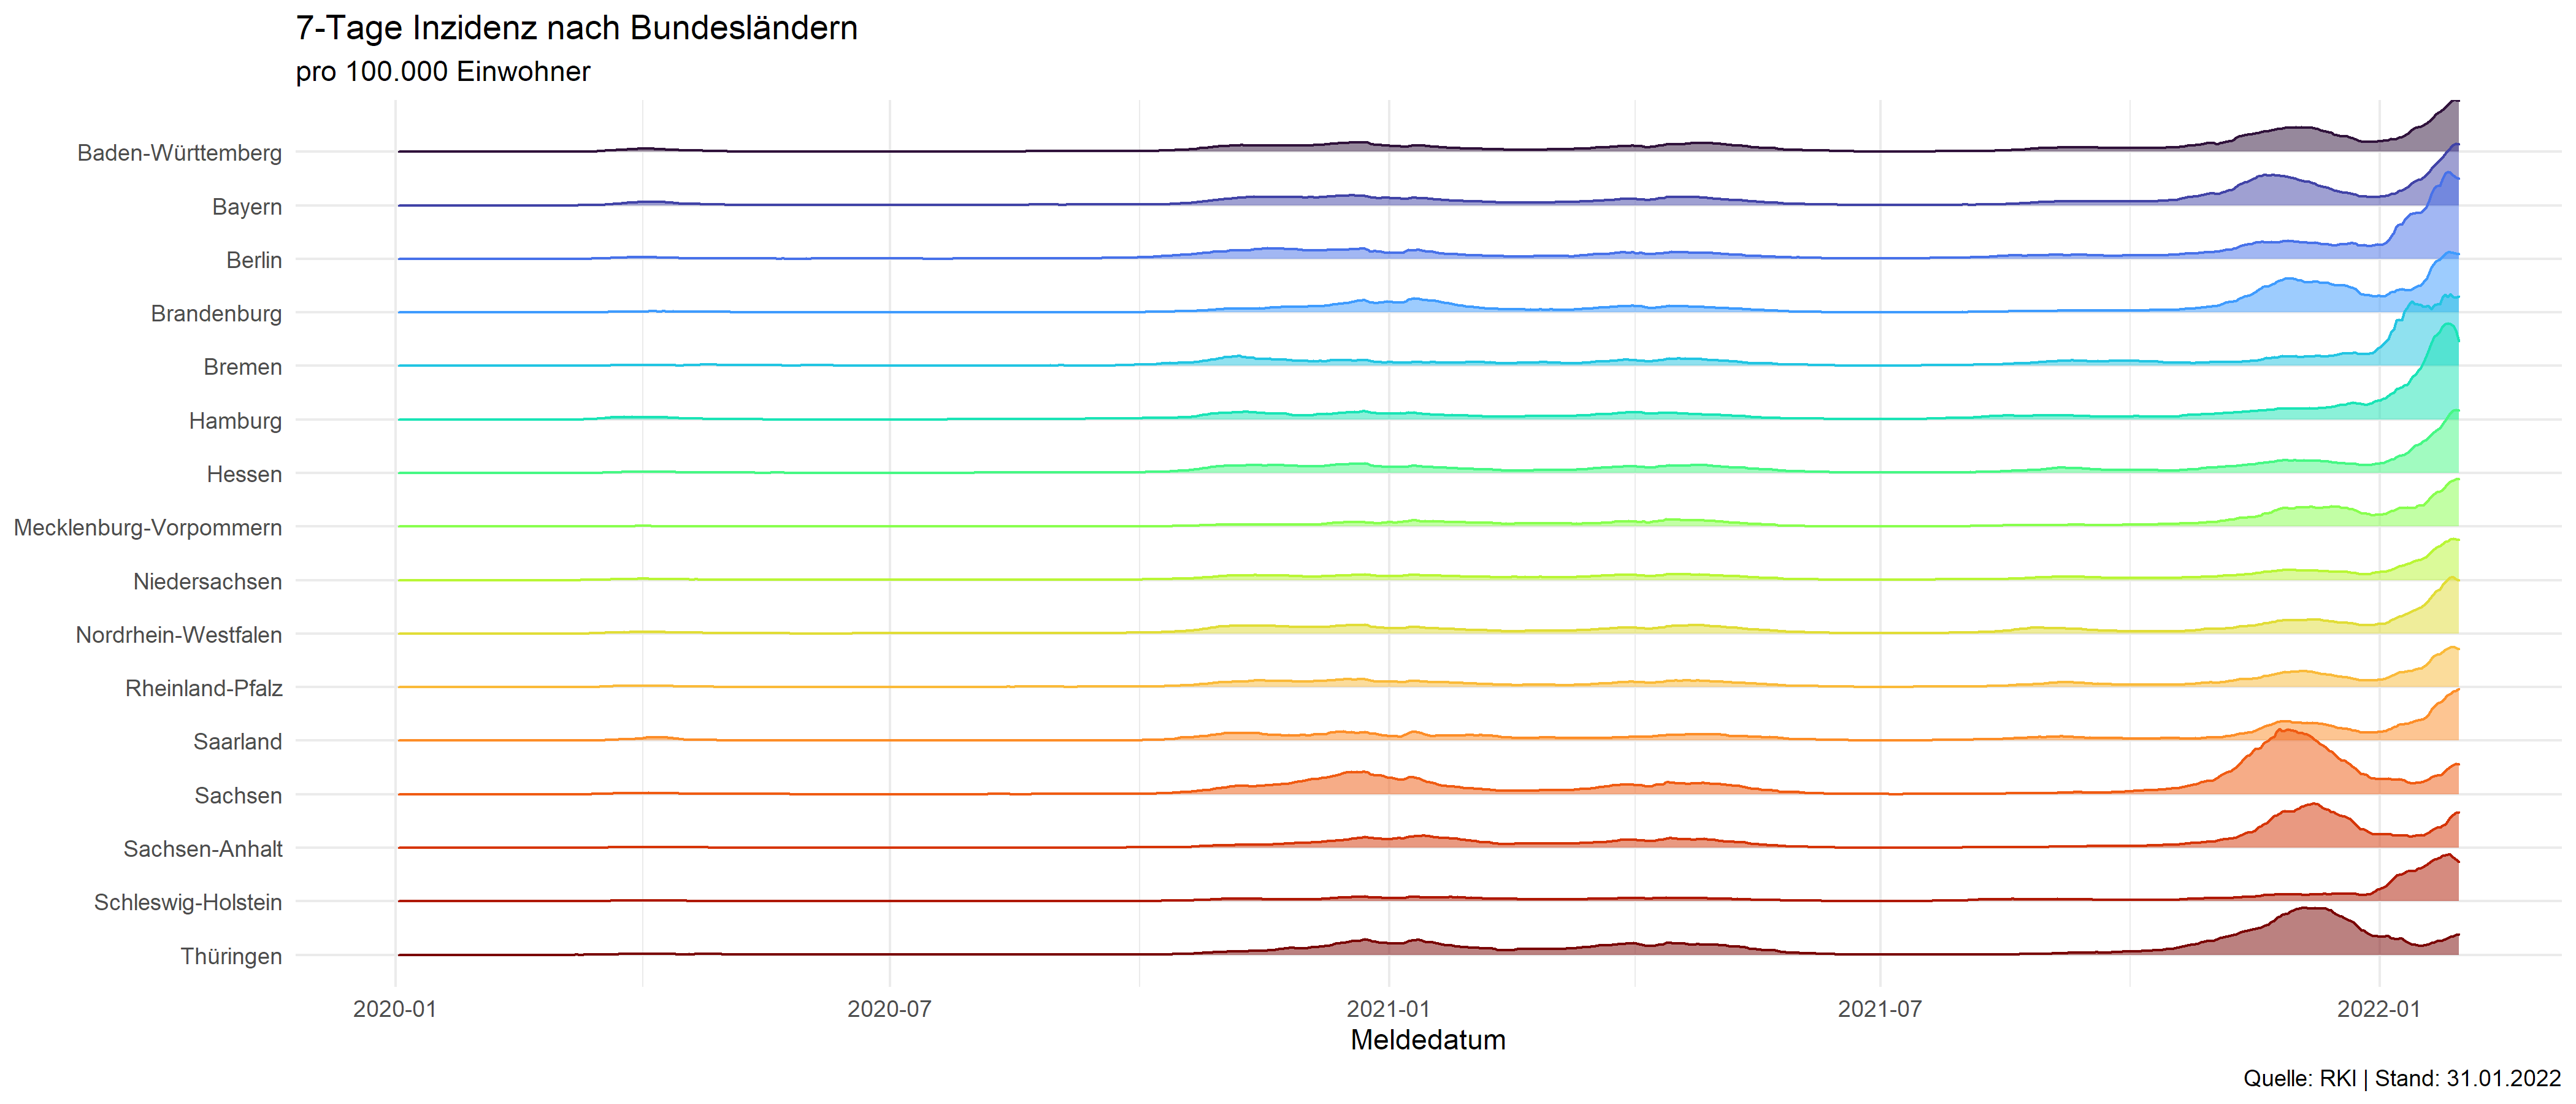 7-Tage Inzidenz nach Bundesländern
pro 100.000 Einwohner
Baden-Württemberg
Bayern
Berlin
Brandenburg
Bremen
Hamburg
Hessen
Mecklenburg-Vorpommern
Niedersachsen
Nordrhein-Westfalen
Rheinland-Pfalz
Saarland
Sachsen
Sachsen-Anhalt
Schleswig-Holstein
Thüringen
2020-01 2020-07 2021-01 2021-07 2022-01
Meldedatum
Quelle: RKI | Stand: 31.01.2022